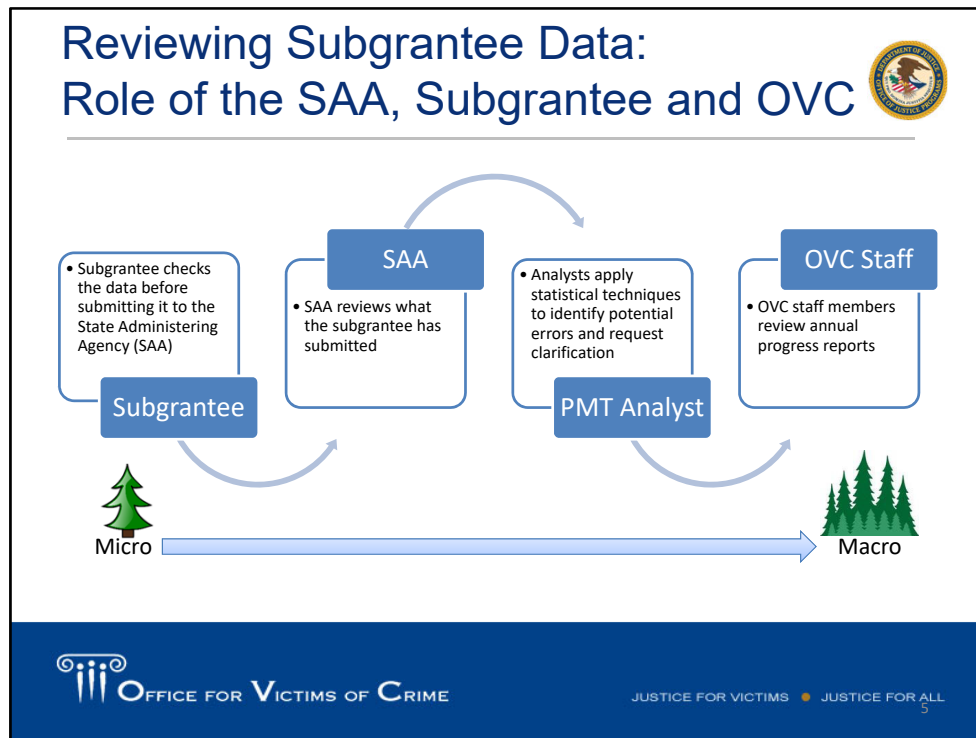 Reviewing Subgrantee Data:
Role of the SAA, Subgrantee and OVC
• Subgrantee checks
the data before
submitting it to the
State Administering
Agency (SAA)
Subgrantee
SAA
• SAA reviews what
the subgrantee has
submitted
• Analysts apply
statistical techniques
to identify potential
errors and request
clarification
PMT Analyst
OVC Staff
• OVC staff members
review annual
progress reports
Micro
Macro
OFFICE FOR VICTIMS OF CRIME
JUSTICE FOR VICTIMS ● JUSTICE FOR ALL
5